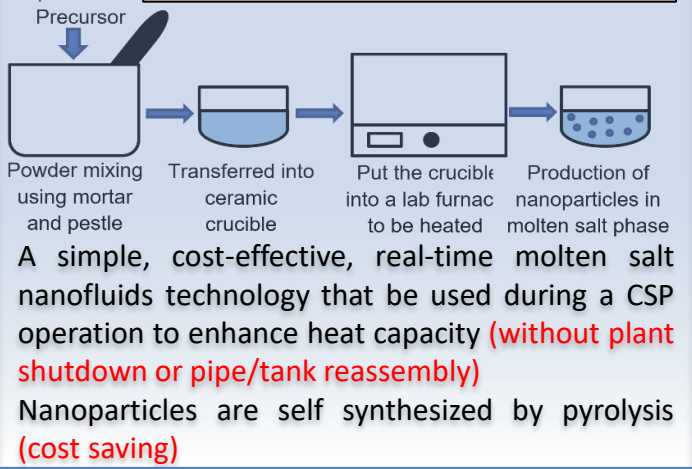 Precursor
Powder mixing
using mortar
and pestle
Transferred into
ceramic
crucible
Put the crucible
into a lab furnac
to be heated
Production of
nanoparticles in
molten salt phase
A simple, cost-effective, real-time molten salt
nanofluids technology that be used during a CSP
operation to enhance heat capacity (without plant
shutdown or pipe/tank reassembly)
Nanoparticles are self synthesized by pyrolysis
(cost saving)